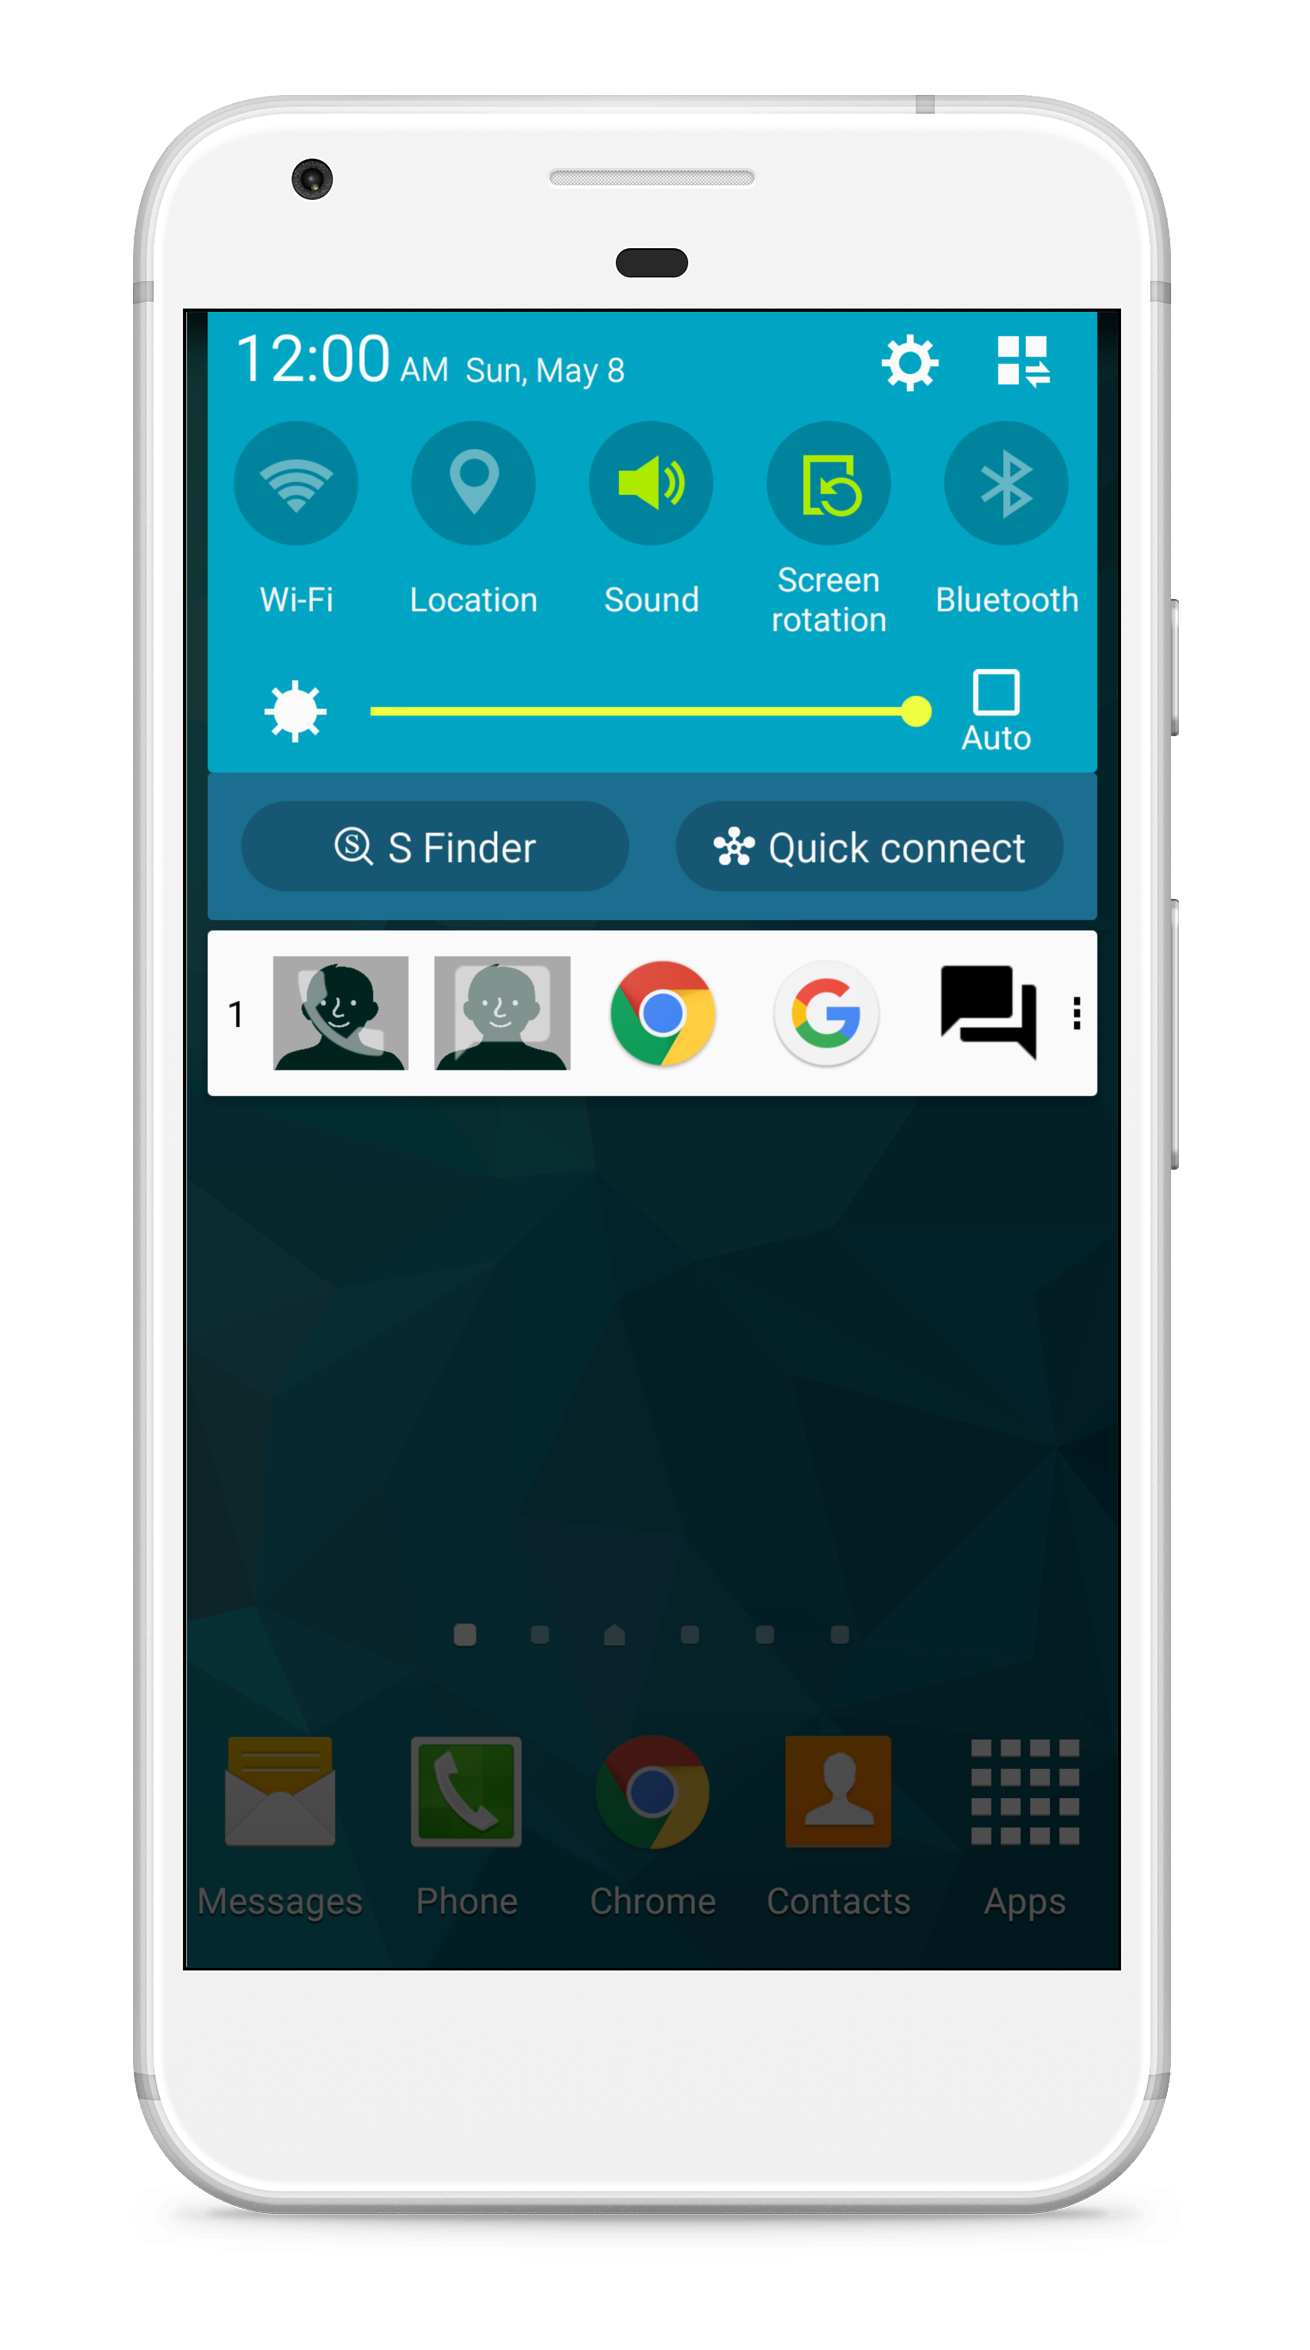 12:00 AM Sun, May 8
Wi-Fi
Location
Sound
Screen
rotation
Bluetooth
Auto
S Finder
Quick connect
1
Messages
Phone
Chrome
Contacts
Apps